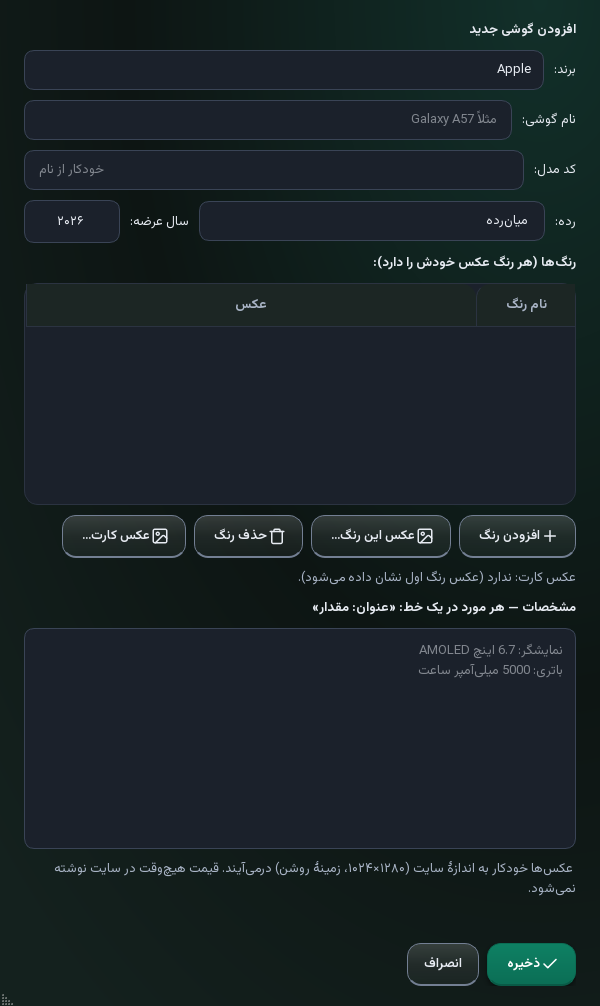 افزودن گوشی جدید
برند: Apple
نام گوشی: مثلاً Galaxy A57
کد مدل: خودکار از نام
رده: میان‌رده سال عرضه: ۲۰۲۶
رنگ‌ها (هر رنگ عکس خودش را دارد):
نام رنگ عکس
افزودن رنگ عکس این رنگ... حذف رنگ عکس کارت...
عکس کارت: ندارد (عکس رنگ اول نشان داده می‌شود).
مشخصات — هر مورد در یک خط: «عنوان: مقدار»
نمایشگر: 6.7 اینچ AMOLED
باتری: 5000 میلی‌آمپر ساعت
عکس‌ها خودکار به اندازهٔ سایت (۱۲۸۰×۱۰۲۴، زمینهٔ روشن) درمی‌آیند. قیمت هیچ‌وقت در سایت نوشته
نمی‌شود.
ذخیره انصراف